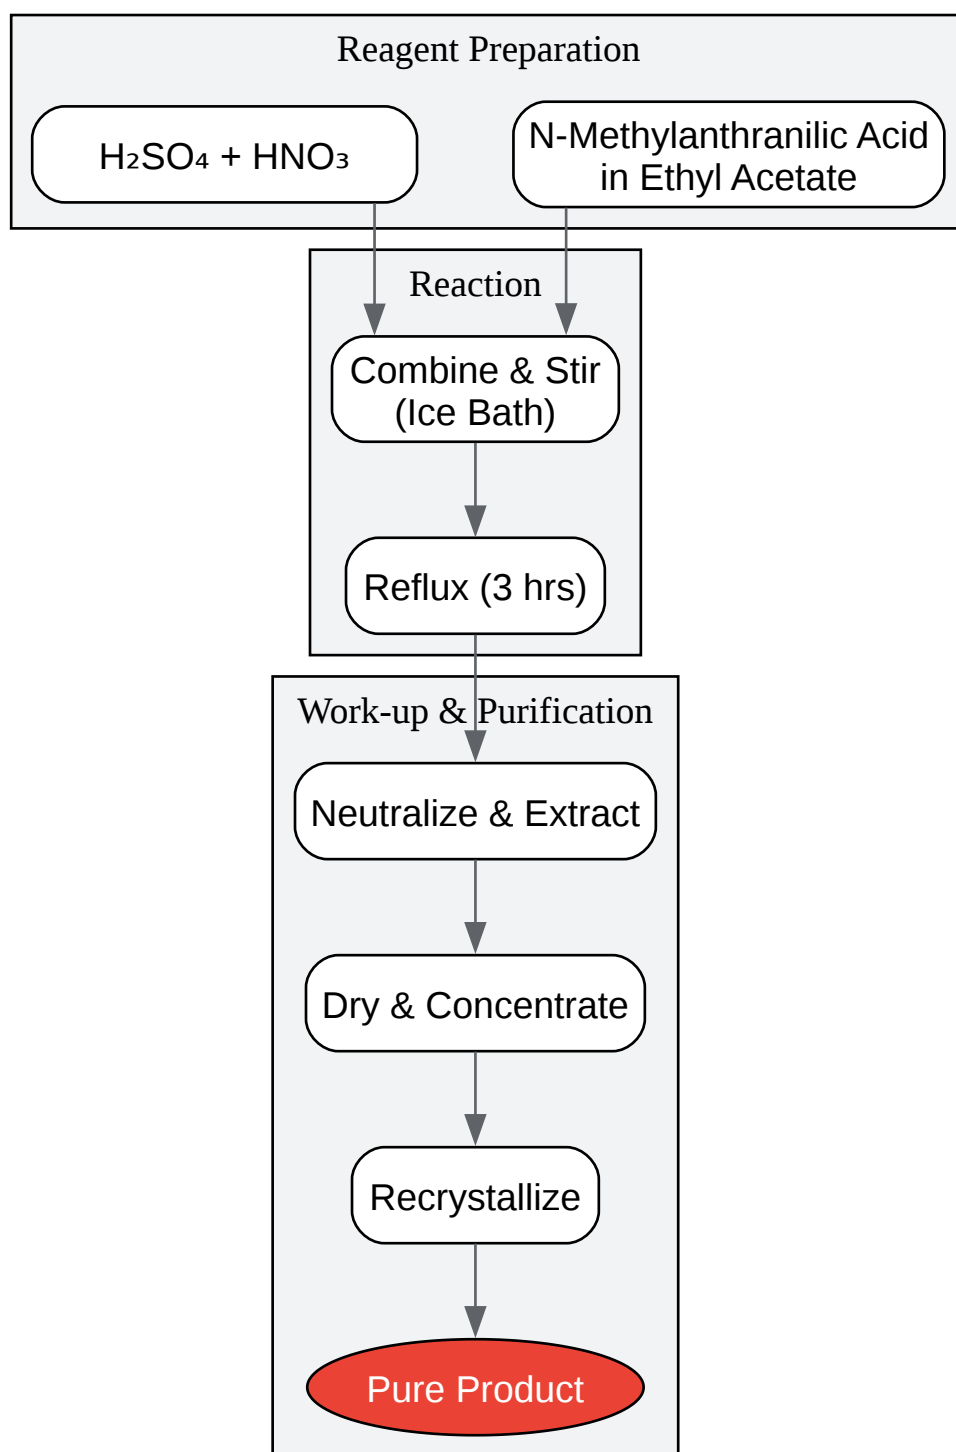 Reagent Preparation
H₂SO₄ + HNO₃
N-Methylanthranilic Acid
in Ethyl Acetate
Reaction
Combine & Stir
(Ice Bath)
Reflux (3 hrs)
Work-up & Purification
Neutralize & Extract
Dry & Concentrate
Recrystallize
Pure Product